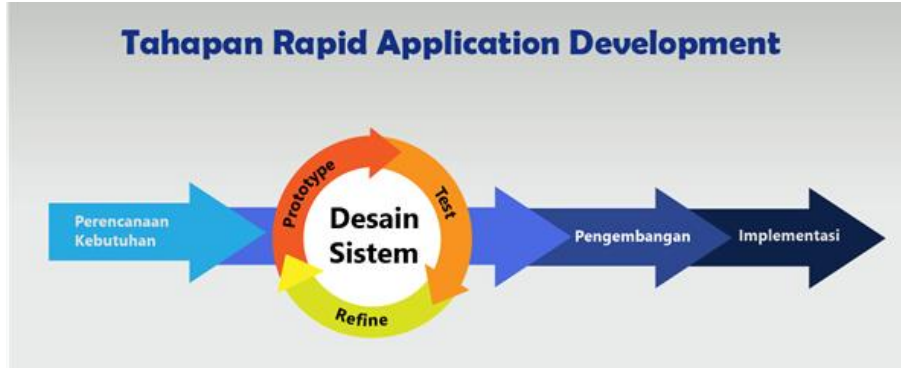 Tahapan Rapid Application Development
Perencanaan
Kebutuhan
Prototype
Test
Refine
Desain
Sistem
Pengembangan
Implementasi